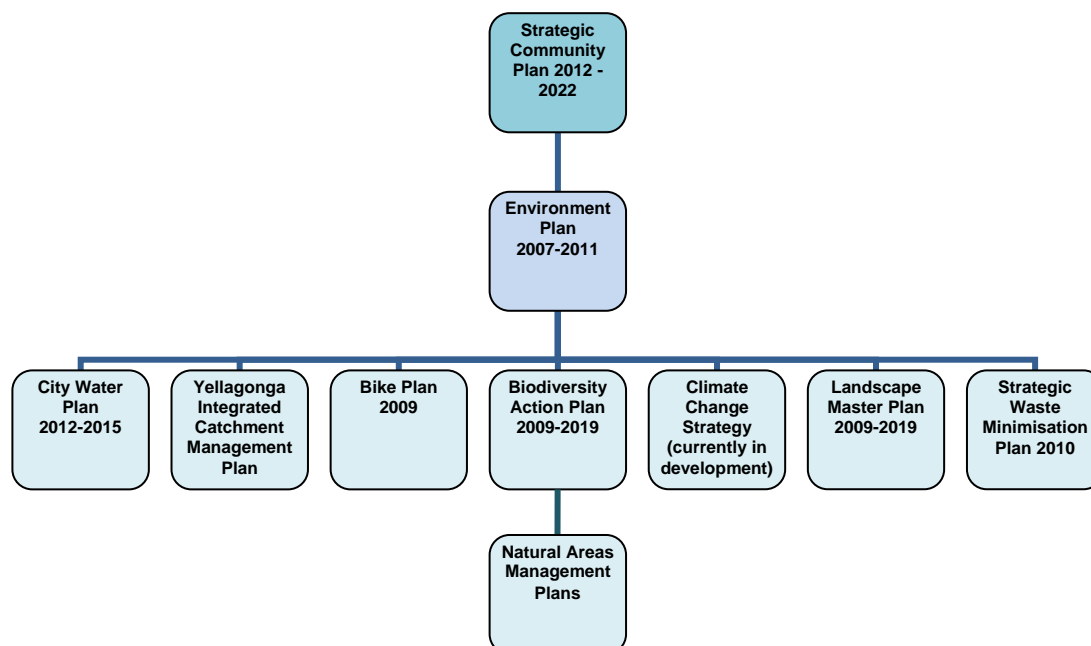 Strategic
Community
Plan 2012 -
2022
Environment
Plan
2007-2011
City Water
Plan
2012-2015
Yellagonga
Integrated
Catchment
Management
Plan
Bike Plan
2009
Biodiversity
Action Plan
2009-2019
Climate
Change
Strategy
(currently in
development)
Landscape
Master Plan
2009-2019
Strategic
Waste
Minimisation
Plan 2010
Natural Areas
Management
Plans